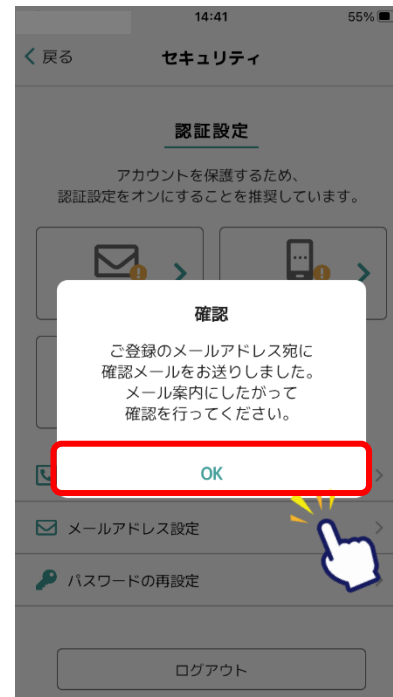 14:41
55%
戻る
セキュリティ
認証設定
アカウントを保護するため、
認証設定をオンにすることを推奨しています。
確認
ご登録のメールアドレス宛に
確認メールをお送りしました。
メール案内にしたがって
確認を行ってください。
OK
メールアドレス設定
パスワードの再設定
ログアウト